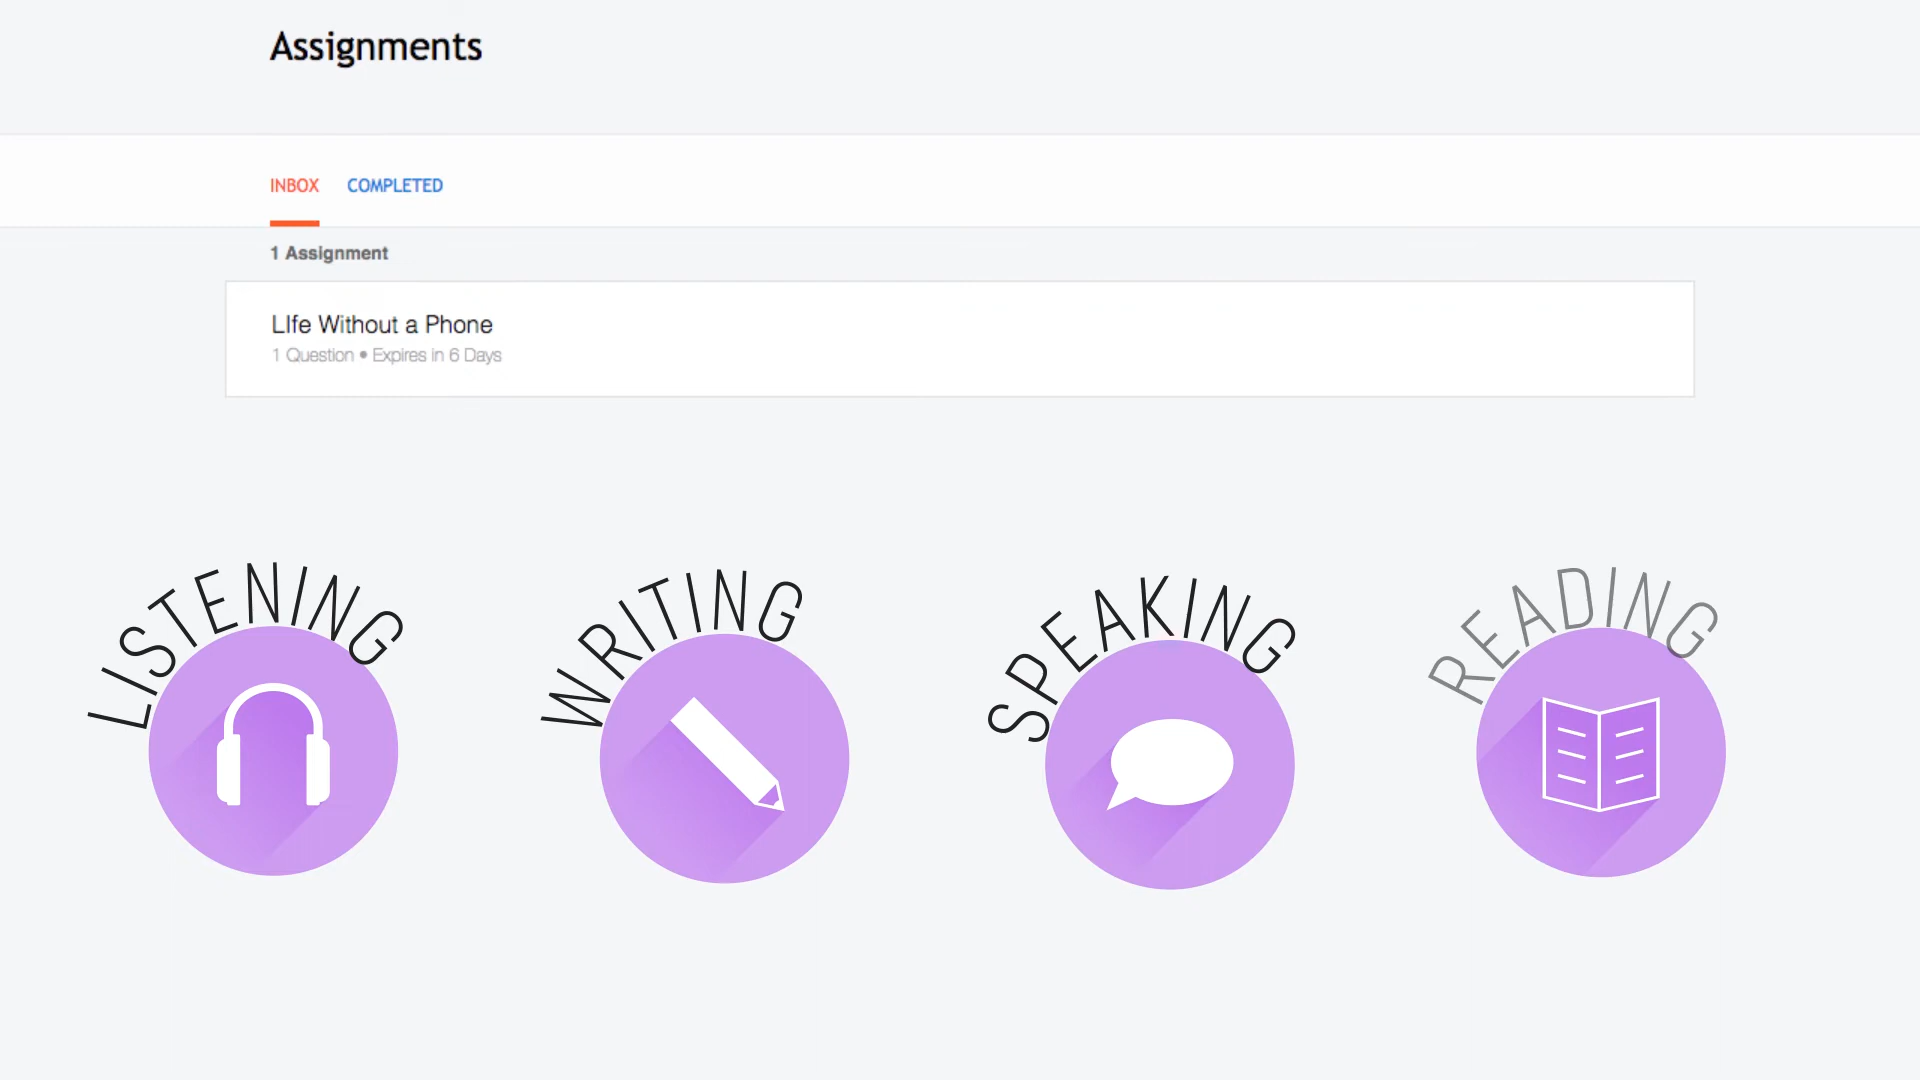 Assignments
INBOX COMPLETED
1 Assignment
LIfe Without a Phone
1 Question • Expires in 6 Days
LISTENING WRITING SPEAKING READING